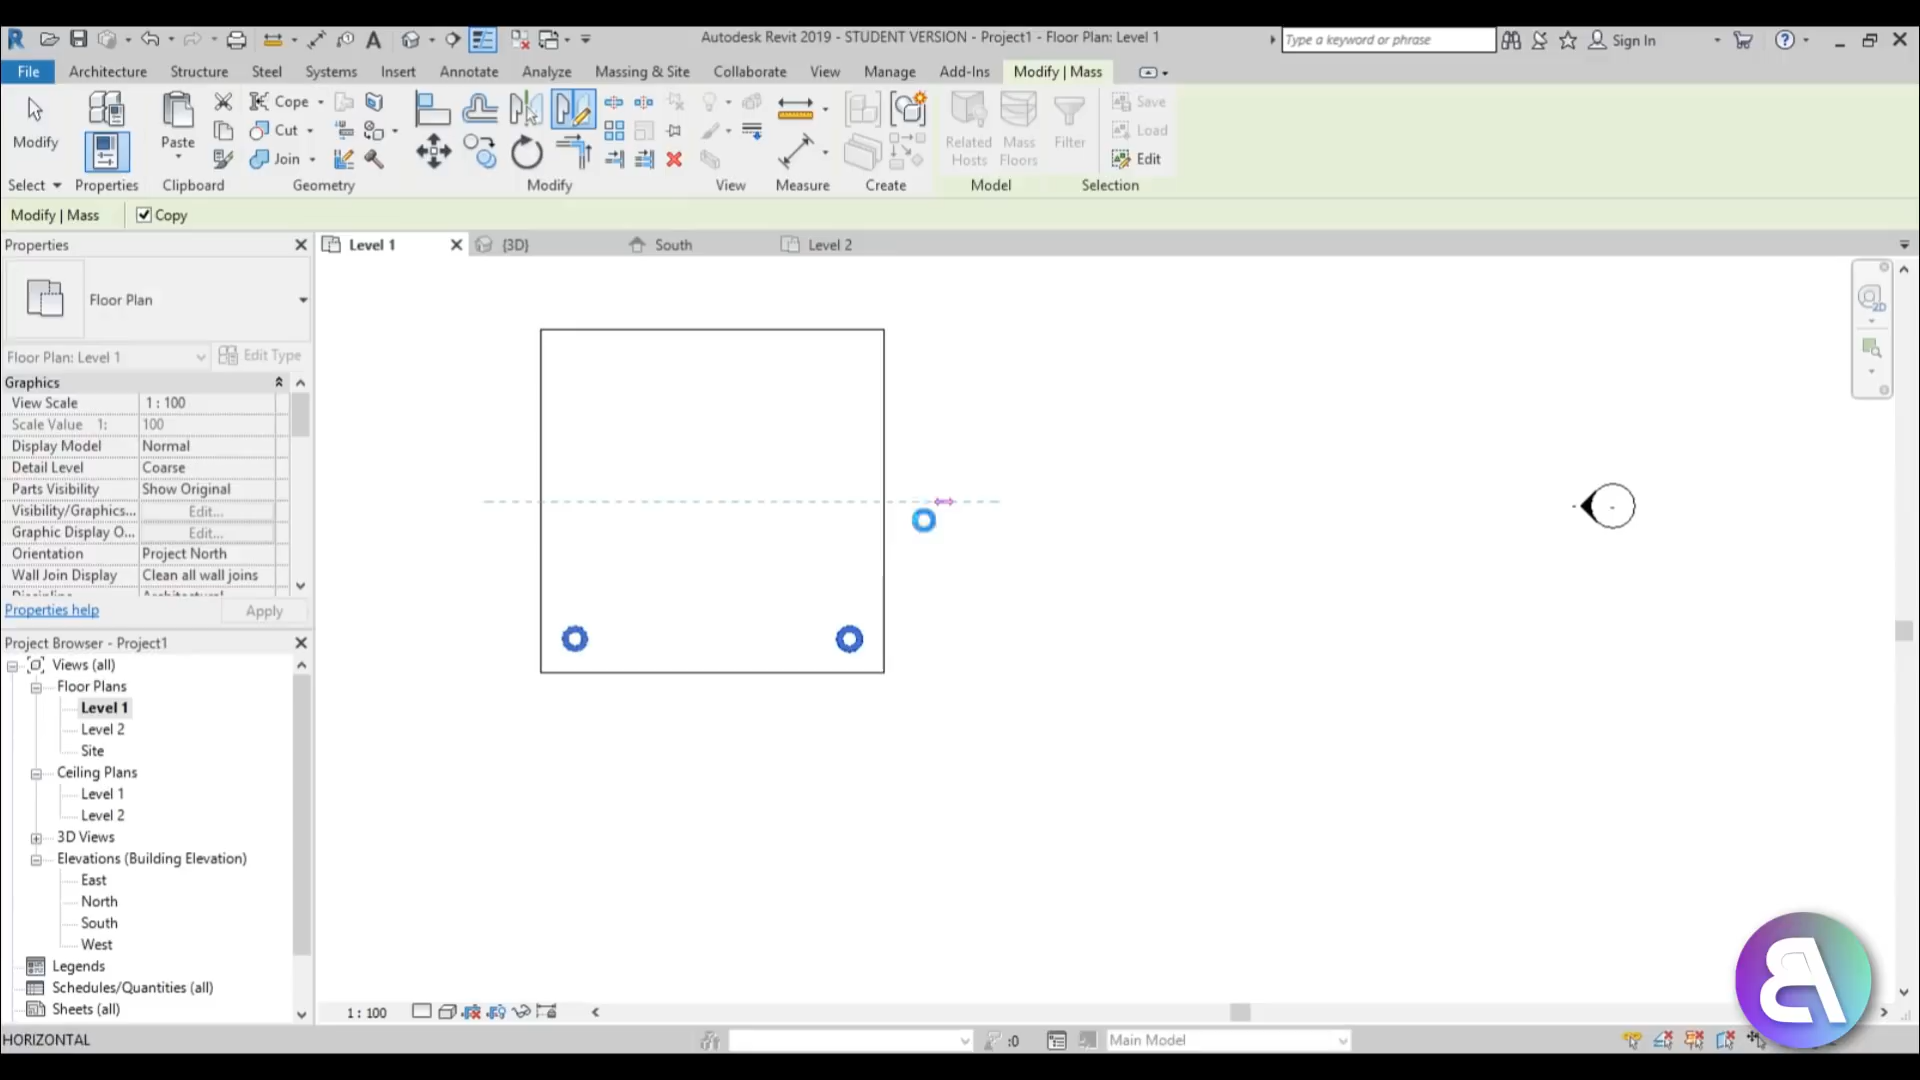 Autodesk Revit 2019 - STUDENT VERSION - Project1 - Floor Plan: Level 1
Type a keyword or phrase
Sign In
File Architecture Structure Steel Systems Insert Annotate Analyze Massing & Site Collaborate View Manage Add-Ins Modify | Mass
Modify
Paste
Cope
Cut
Join
Related Hosts
Mass Floors
Filter
Save
Load
Edit
Select Properties Clipboard Geometry Modify View Measure Create Model Selection
Modify | Mass Copy
Properties
Level 1 {3D} South Level 2
Floor Plan
Floor Plan: Level 1 Edit Type
Graphics
View Scale 1 : 100
Scale Value 1: 100
Display Model Normal
Detail Level Coarse
Parts Visibility Show Original
Visibility/Graphics... Edit...
Graphic Display O... Edit...
Orientation Project North
Wall Join Display Clean all wall joins
Properties help Apply
Project Browser - Project1
Views (all)
Floor Plans
Level 1
Level 2
Site
Ceiling Plans
Level 1
Level 2
3D Views
Elevations (Building Elevation)
East
North
South
West
Legends
Schedules/Quantities (all)
Sheets (all)
1 : 100
HORIZONTAL
:0
Main Model
2D